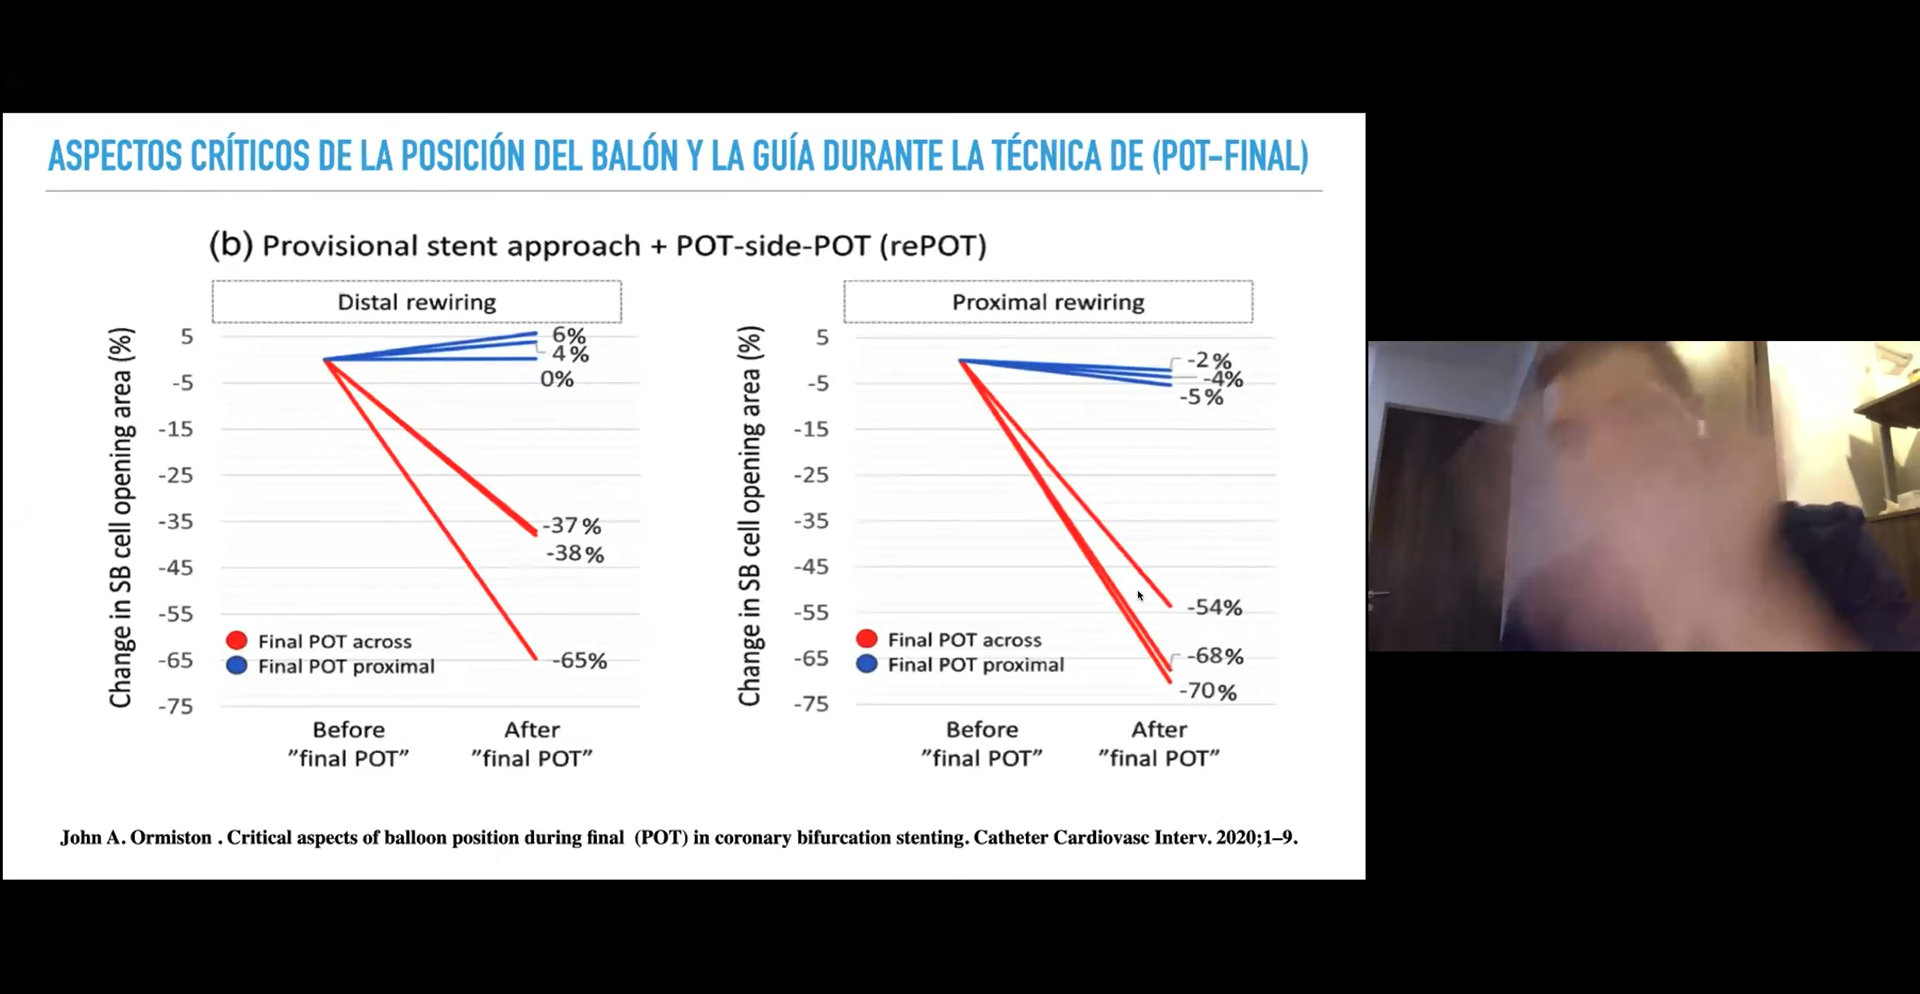 ASPECTOS CRÍTICOS DE LA POSICIÓN DEL BALÓN Y LA GUÍA DURANTE LA TÉCNICA DE (POT-FINAL)
(b) Provisional stent approach + POT-side-POT (rePOT)
Distal rewiring
Change in SB cell opening area (%)
5
-5
-15
-25
-35
-45
-55
-65
-75
6%
4%
0%
-37%
-38%
-65%
Final POT across
Final POT proximal
Before
”final POT”
After
”final POT”
Proximal rewiring
Change in SB cell opening area (%)
5
-5
-15
-25
-35
-45
-55
-65
-75
-2%
-4%
-5%
-54%
-68%
-70%
Final POT across
Final POT proximal
Before
”final POT”
After
”final POT”
John A. Ormiston . Critical aspects of balloon position during final (POT) in coronary bifurcation stenting. Catheter Cardiovasc Interv. 2020;1–9.